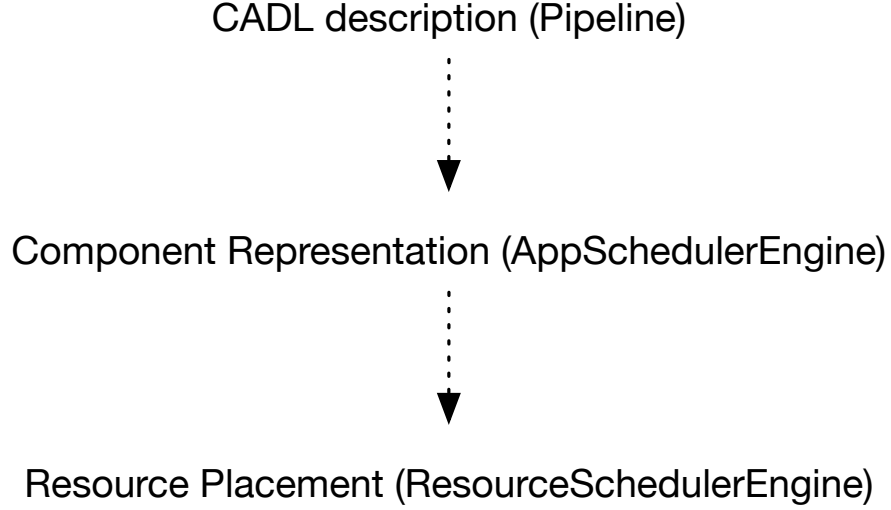 CADL description (Pipeline)
Component Representation (AppSchedulerEngine)
Resource Placement (ResourceSchedulerEngine)